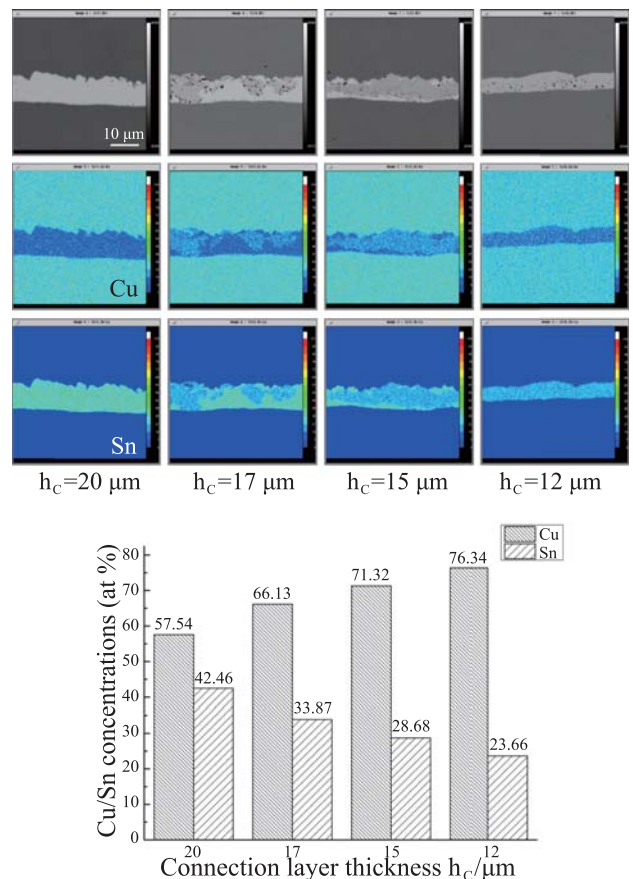 10 μm
Cu
Sn
h_C=20 μm h_C=17 μm h_C=15 μm h_C=12 μm
Cu
Sn
Cu/Sn concentrations (at %)
80
70
60
50
40
30
20
10
0
57.54
42.46
66.13
33.87
71.32
28.68
76.34
23.66
20 17 15 12
Connection layer thickness h_C/μm